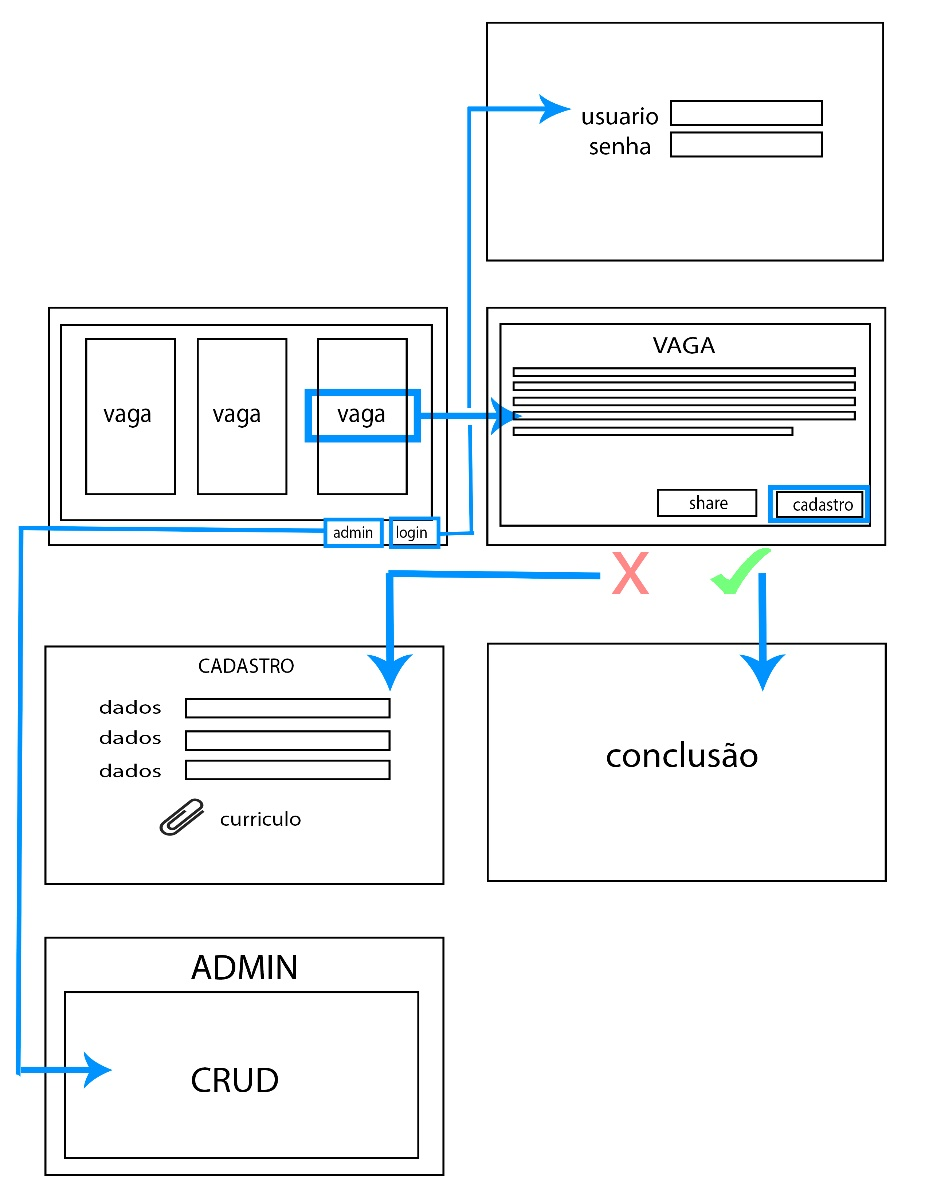 usuario
senha
vaga vaga vaga
admin login
VAGA
share cadastro
X
CADASTRO
dados
dados
dados
curriculo
conclusão
ADMIN
CRUD